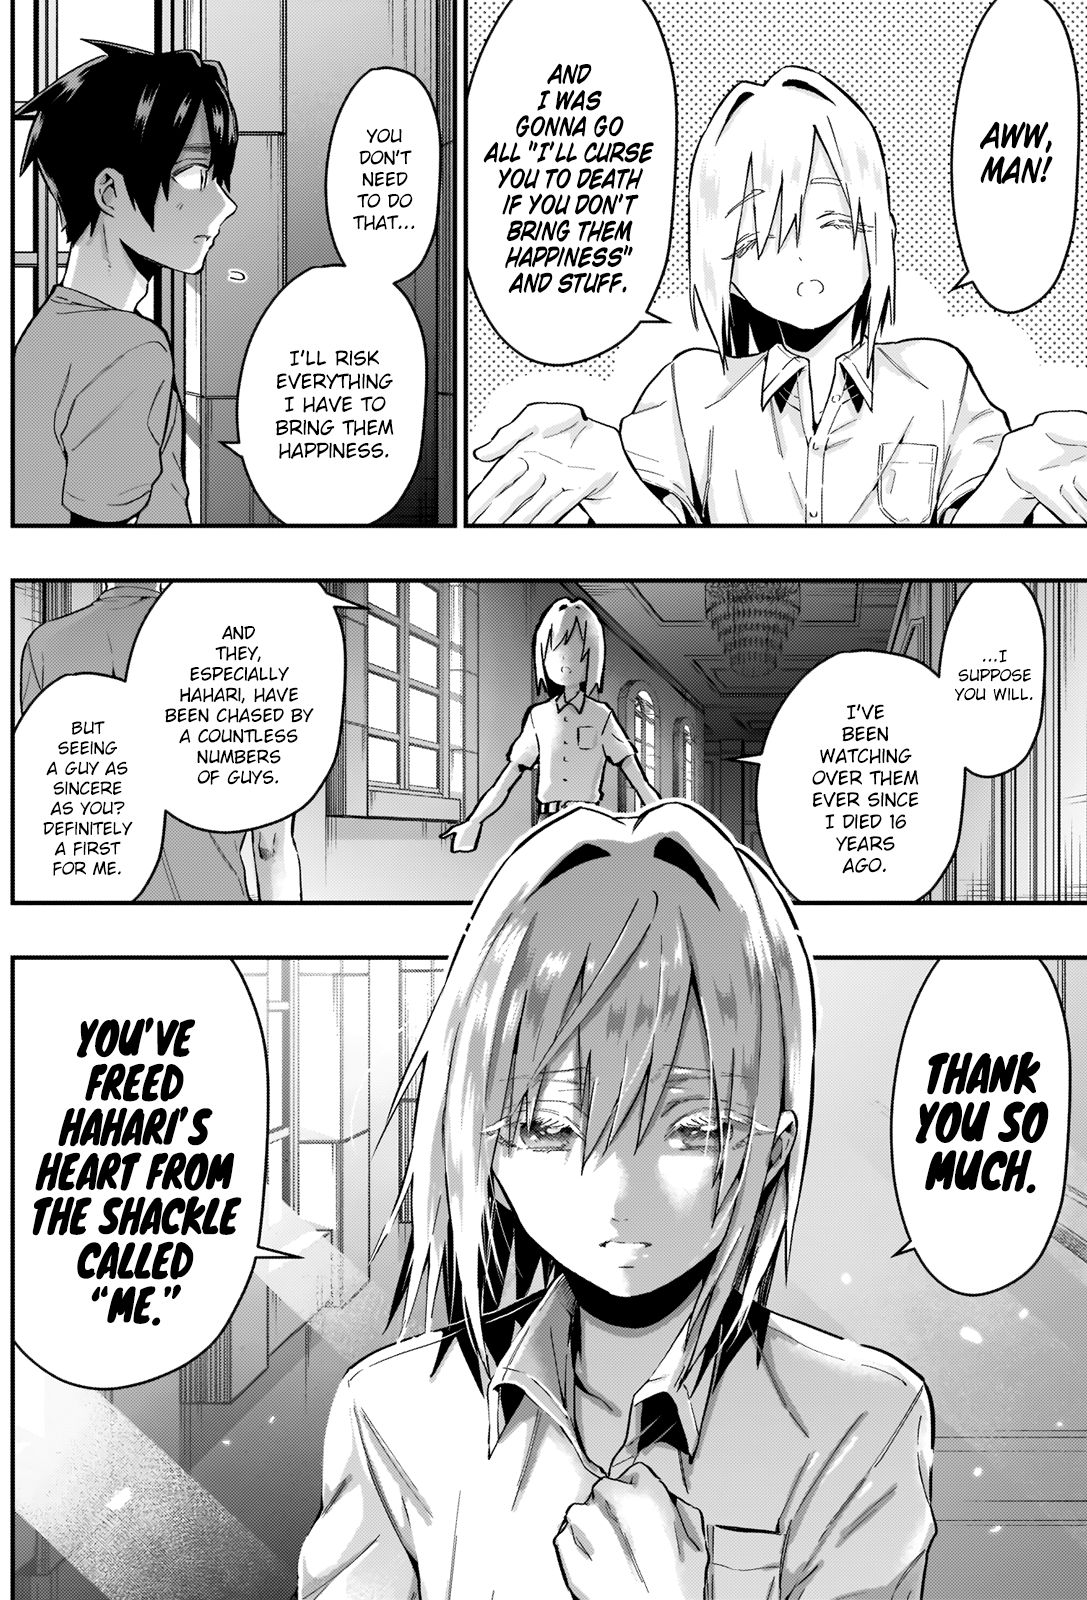 AWW,
MAN!
AND
I WAS
GONNA GO
ALL "I'LL CURSE
YOU TO DEATH
IF YOU DON'T
BRING THEM
HAPPINESS"
AND STUFF.
YOU
DON'T
NEED
TO DO
THAT...
I'LL RISK
EVERYTHING
I HAVE TO
BRING THEM
HAPPINESS.
...I
SUPPOSE
YOU WILL.
I'VE
BEEN
WATCHING
OVER THEM
EVER SINCE
I DIED 16
YEARS
AGO.
AND
THEY,
ESPECIALLY
HAHARI, HAVE
BEEN CHASED BY
A COUNTLESS
NUMBERS
OF GUYS.
BUT
SEEING
A GUY AS
SINCERE
AS YOU?
DEFINITELY
A FIRST
FOR ME.
THANK
YOU SO
MUCH.
YOU'VE
FREED
HAHARI'S
HEART FROM
THE SHACKLE
CALLED
“ME.”